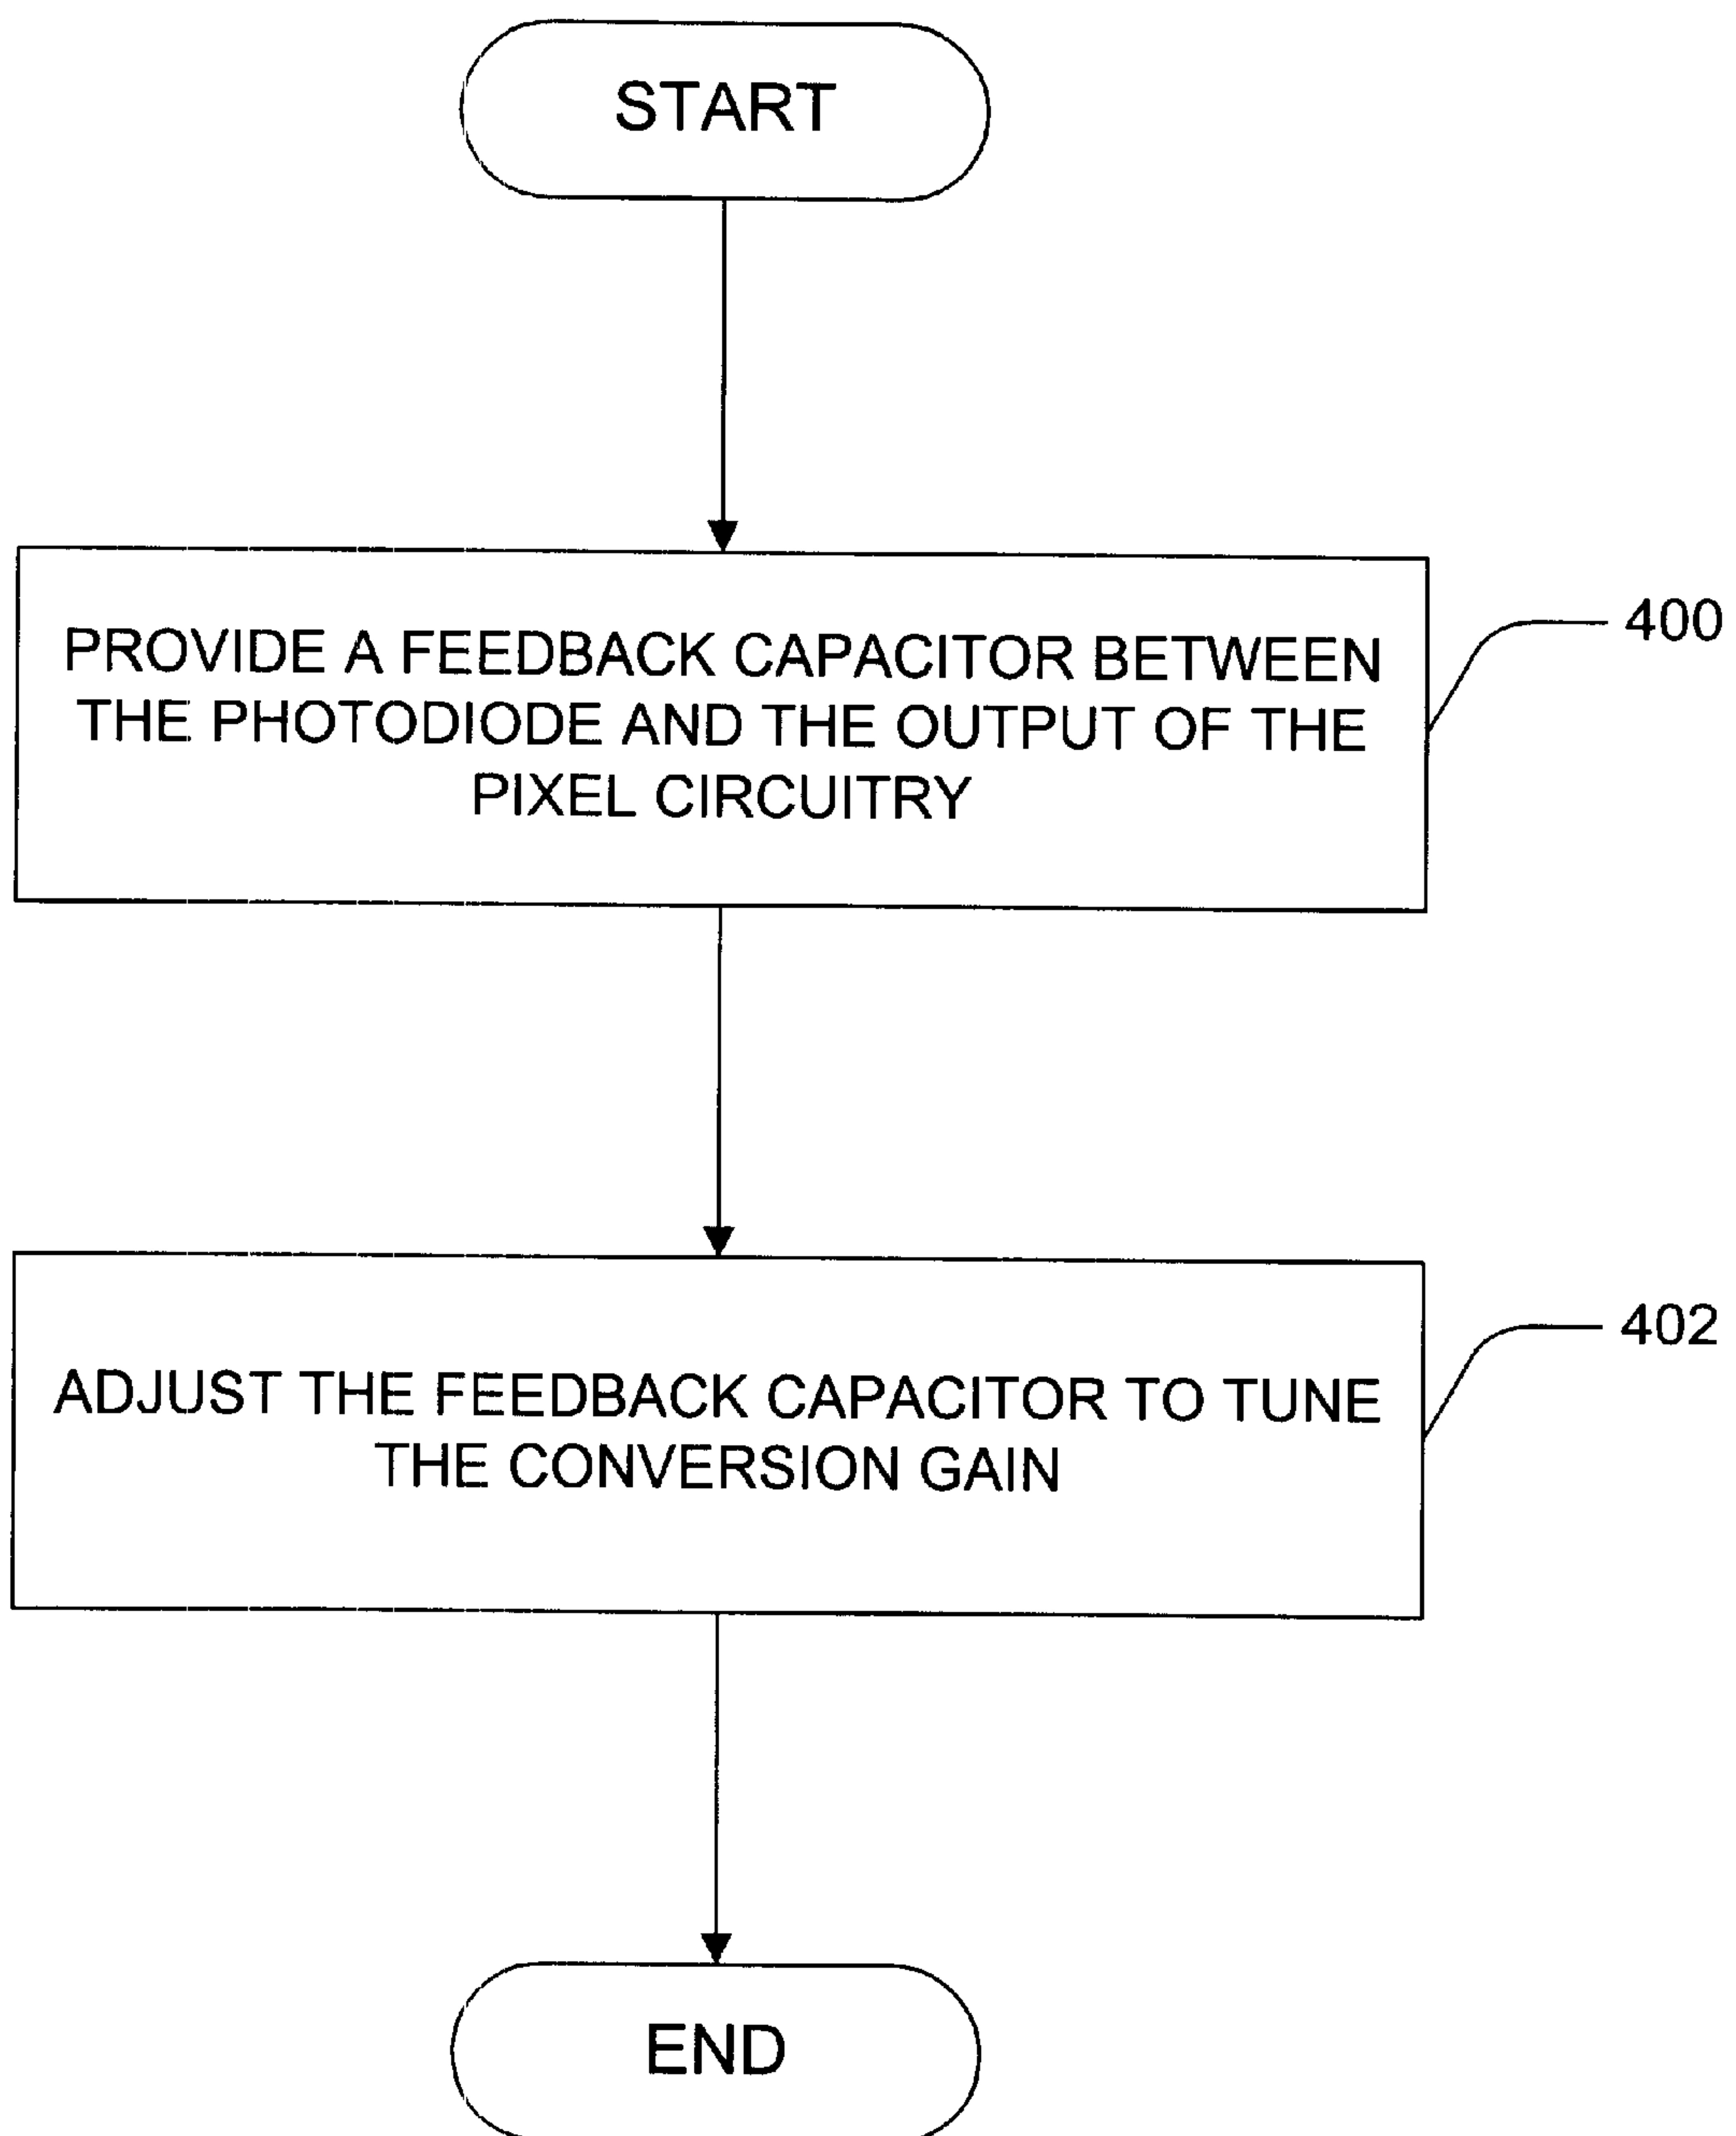 START
PROVIDE A FEEDBACK CAPACITOR BETWEEN
THE PHOTODIODE AND THE OUTPUT OF THE
PIXEL CIRCUITRY
400
ADJUST THE FEEDBACK CAPACITOR TO TUNE
THE CONVERSION GAIN
402
END